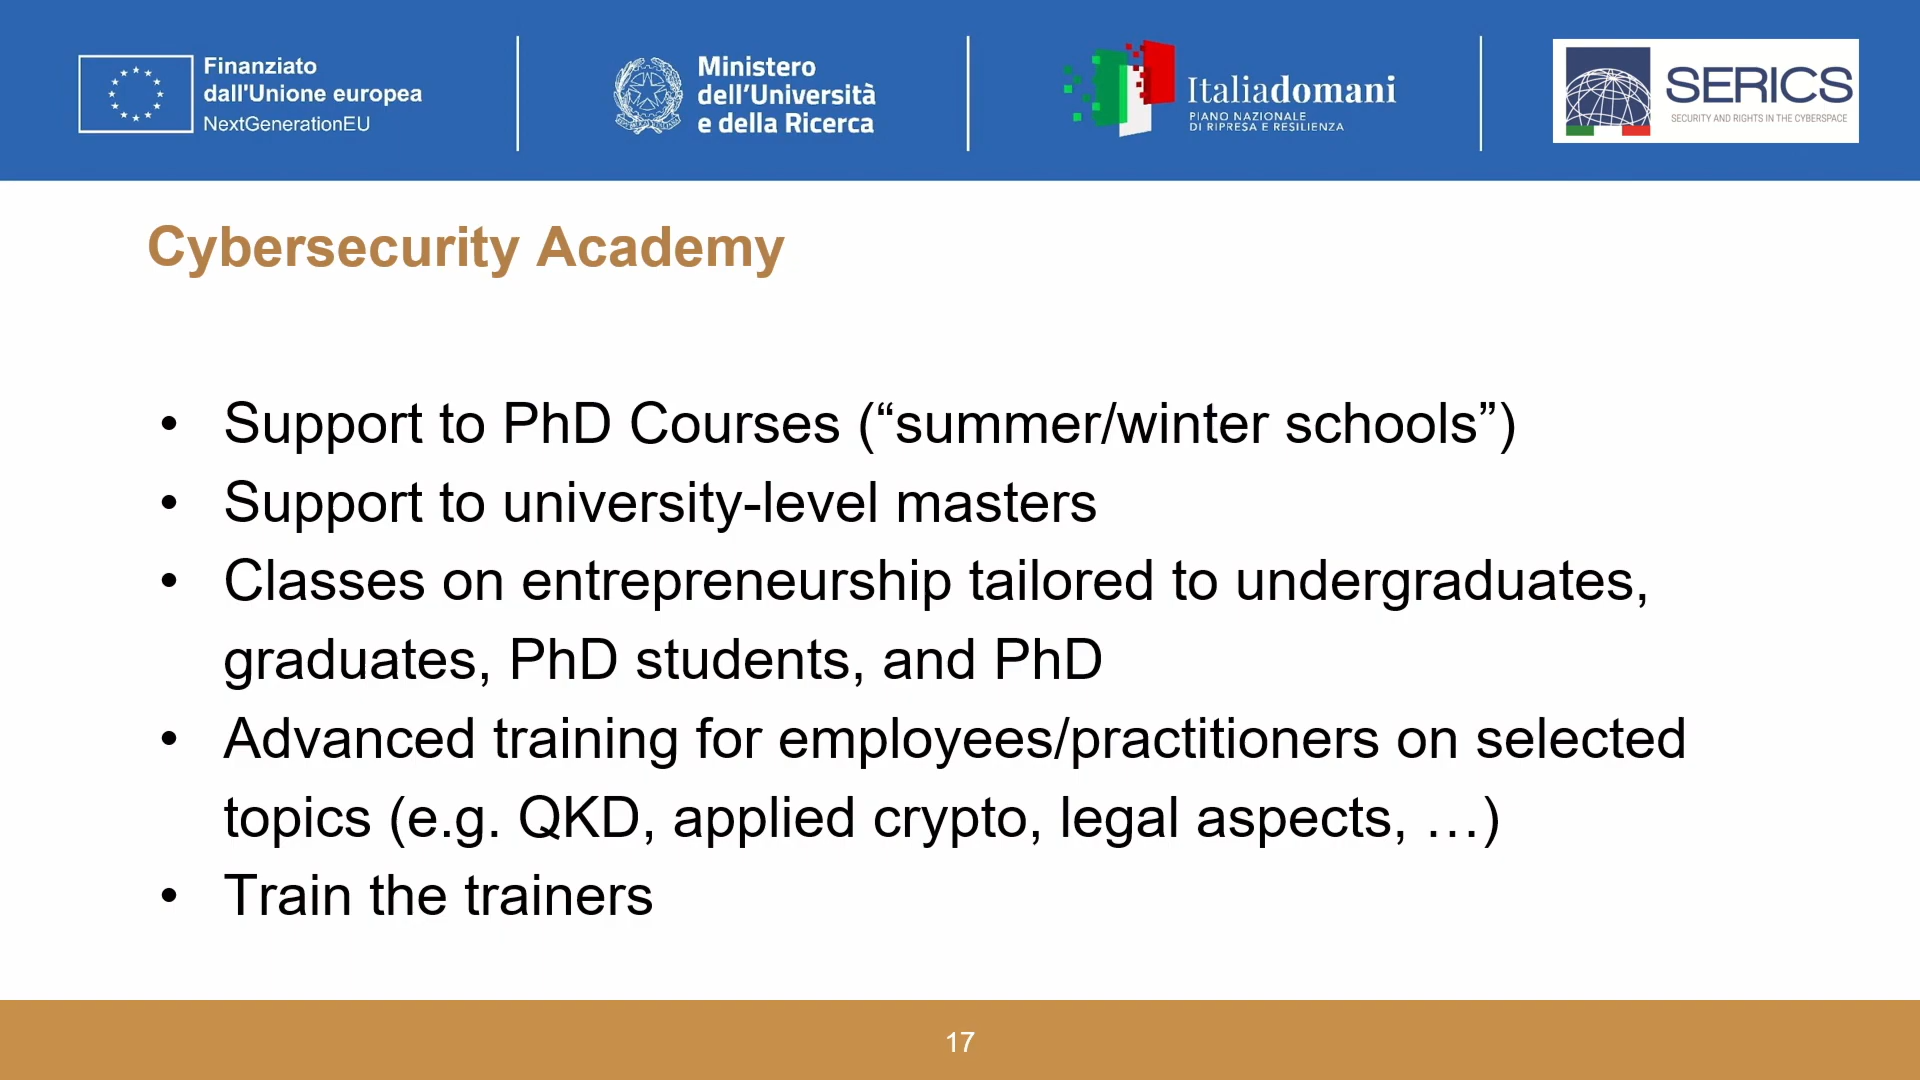 Finanziato
dall'Unione europea
NextGenerationEU
Ministero
dell'Università
e della Ricerca
Italiadomani
PIANO NAZIONALE
DI RIPRESA E RESILIENZA
SERICS
SECURITY AND RIGHTS IN THE CYBERSPACE
Cybersecurity Academy
• Support to PhD Courses (“summer/winter schools”)
• Support to university-level masters
• Classes on entrepreneurship tailored to undergraduates,
graduates, PhD students, and PhD
• Advanced training for employees/practitioners on selected
topics (e.g. QKD, applied crypto, legal aspects, …)
• Train the trainers
17